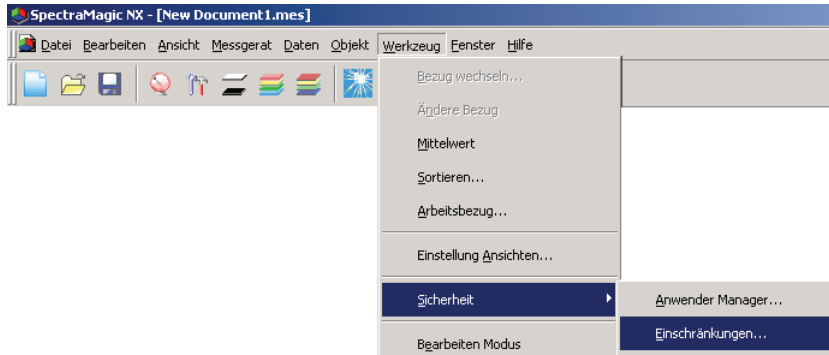 SpectraMagic NX - [New Document1.mes]
Datei Bearbeiten Ansicht Messgerat Daten Objekt Werkzeug Fenster Hilfe
Bezug wechseln...
Ändere Bezug
Mittelwert
Sortieren...
Arbeitsbezug...
Einstellung Ansichten...
Sicherheit
Anwender Manager...
Einschränkungen...
Bearbeiten Modus